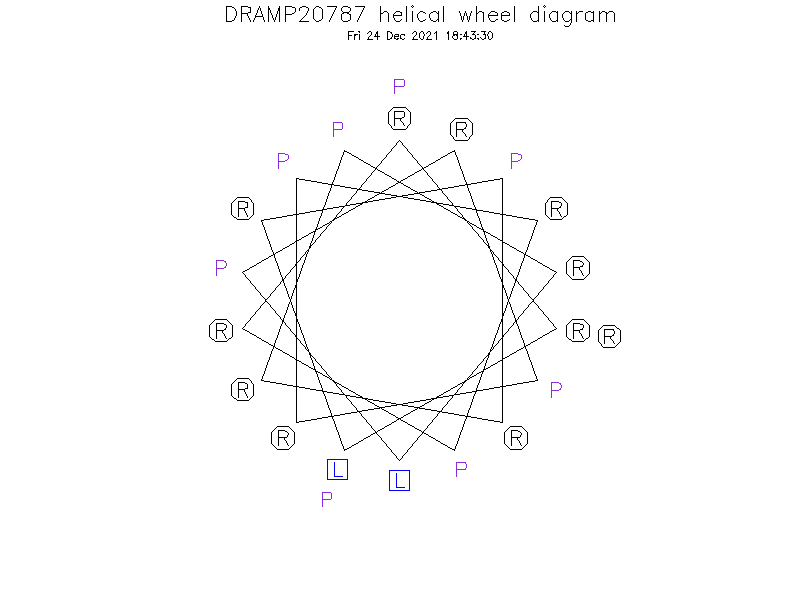 DRAMP20787 helical wheel diagram
Fri 24 Dec 2021 18:43:30
P
P R R
P P
R R
P R
R R R
R P
R R
L L P
P